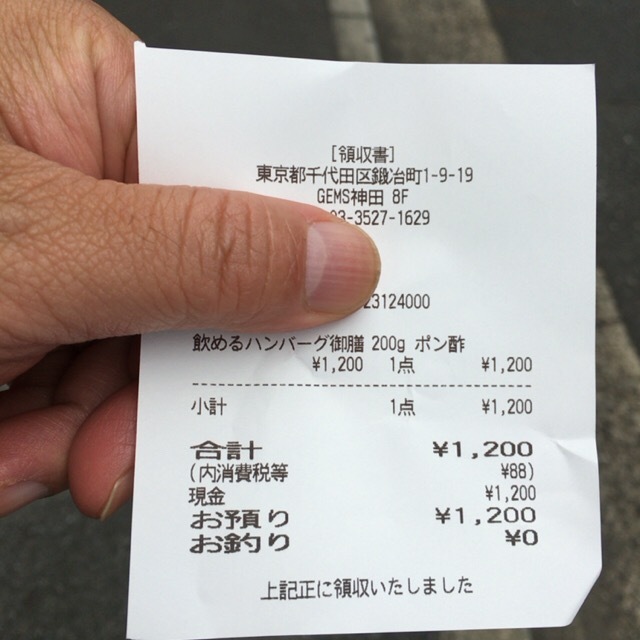 [領収書]
東京都千代田区鍛冶町1-9-19
GEMS神田 8F
3-3527-1629
23124000
飲めるハンバーグ御膳 200g ポン酢
¥1,200 1点 ¥1,200
小計 1点 ¥1,200
合計 ¥1,200
(内消費税等 ¥88)
現金 ¥1,200
お預り ¥1,200
お釣り ¥0
上記正に領収いたしました